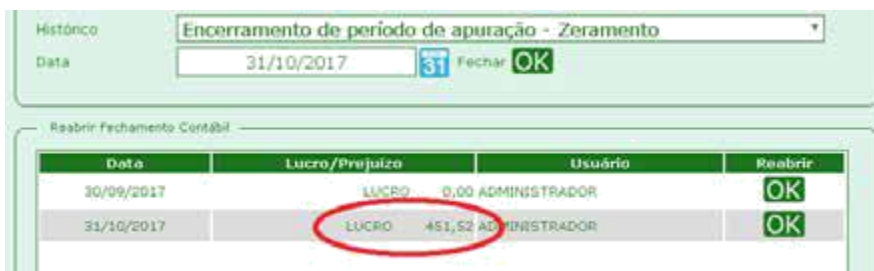 Histórico Encerramento de período de apuração - Zeramento
Data 31/10/2017 31 Fechar OK
Reabrir Fechamento Contábil
Data Lucro/Prejuízo Usuário Reabrir
30/09/2017 LUCRO 0,00 ADMINISTRADOR OK
31/10/2017 LUCRO 451,52 ADMINISTRADOR OK